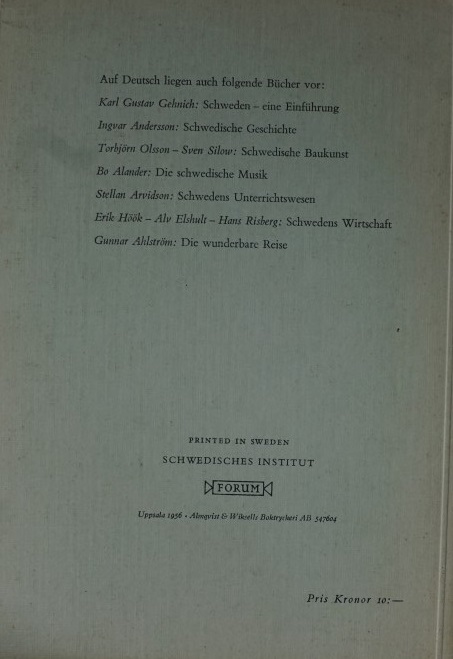 Auf Deutsch liegen auch folgende Bücher vor:
Karl Gustav Gehnich: Schweden – eine Einführung
Ingvar Andersson: Schwedische Geschichte
Torbjörn Olsson – Sven Silow: Schwedische Baukunst
Bo Alander: Die schwedische Musik
Stellan Arvidson: Schwedens Unterrichtswesen
Erik Höök – Alv Elshult – Hans Risberg: Schwedens Wirtschaft
Gunnar Ahlström: Die wunderbare Reise
PRINTED IN SWEDEN
SCHWEDISCHES INSTITUT
FORUM
Uppsala 1956 · Almqvist & Wiksells Boktryckeri AB 547604
Pris Kronor 10:—